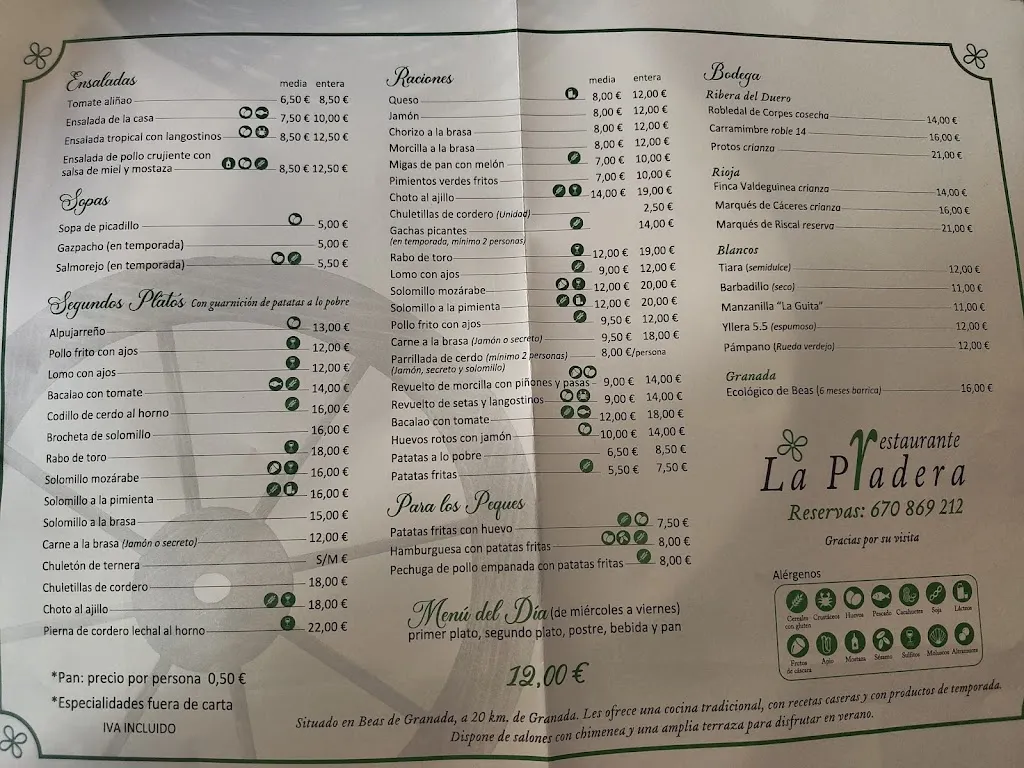 Ensaladas
media entera
Tomate aliñao 6,50 € 8,50 €
Ensalada de la casa 7,50 € 10,00 €
Ensalada tropical con langostinos 8,50 € 12,50 €
Ensalada de pollo crujiente con
salsa de miel y mostaza 8,50 € 12,50 €
Sopas
Sopa de picadillo 5,00 €
Gazpacho (en temporada) 5,00 €
Salmorejo (en temporada) 5,50 €
Segundos Platos Con guarnición de patatas a lo pobre
Alpujarreño 13,00 €
Pollo frito con ajos 12,00 €
Lomo con ajos 12,00 €
Bacalao con tomate 14,00 €
Codillo de cerdo al horno 16,00 €
Brocheta de solomillo 16,00 €
Rabo de toro 18,00 €
Solomillo mozárabe 16,00 €
Solomillo a la pimienta 16,00 €
Solomillo a la brasa 15,00 €
Carne a la brasa (Jamón o secreto) 12,00 €
Chuletón de ternera S/M €
Chuletillas de cordero 18,00 €
Choto al ajillo 18,00 €
Pierna de cordero lechal al horno 22,00 €
*Pan: precio por persona 0,50 €
*Especialidades fuera de carta
IVA INCLUIDO
Raciones
media entera
Queso 8,00 € 12,00 €
Jamón 8,00 € 12,00 €
Chorizo a la brasa 8,00 € 12,00 €
Morcilla a la brasa 8,00 € 12,00 €
Migas de pan con melón 7,00 € 10,00 €
Pimientos verdes fritos 7,00 € 10,00 €
Choto al ajillo 14,00 € 19,00 €
Chuletillas de cordero (Unidad) 2,50 €
Gachas picantes 14,00 €
(en temporada, mínimo 2 personas)
Rabo de toro 12,00 € 19,00 €
Lomo con ajos 9,00 € 12,00 €
Solomillo mozárabe 12,00 € 20,00 €
Solomillo a la pimienta 12,00 € 20,00 €
Pollo frito con ajos 9,50 € 12,00 €
Carne a la brasa (Jamón o secreto) 9,50 € 18,00 €
Parrillada de cerdo (mínimo 2 personas) 8,00 €/persona
(Jamón, secreto y solomillo)
Revuelto de morcilla con piñones y pasas 9,00 € 14,00 €
Revuelto de setas y langostinos 9,00 € 14,00 €
Bacalao con tomate 12,00 € 18,00 €
Huevos rotos con jamón 10,00 € 14,00 €
Patatas a lo pobre 6,50 € 8,50 €
Patatas fritas 5,50 € 7,50 €
Para los Peques
Patatas fritas con huevo 7,50 €
Hamburguesa con patatas fritas 8,00 €
Pechuga de pollo empanada con patatas fritas 8,00 €
Menú del Día (de miércoles a viernes)
primer plato, segundo plato, postre, bebida y pan
12,00 €
Bodega
Ribera del Duero
Robledal de Corpes cosecha 14,00 €
Carramimbre roble 14 16,00 €
Protos crianza 21,00 €
Rioja
Finca Valdeguinea crianza 14,00 €
Marqués de Cáceres crianza 16,00 €
Marqués de Riscal reserva 21,00 €
Blancos
Tiara (semidulce) 12,00 €
Barbadillo (seco) 11,00 €
Manzanilla "La Guita" 11,00 €
Yllera 5.5 (espumoso) 12,00 €
Pámpano (Rueda verdejo) 12,00 €
Granada
Ecológico de Beas (6 meses barrica) 16,00 €
restaurante
La Pradera
Reservas: 670 869 212
Gracias por su visita
Alérgenos
Cereales con gluten Crustáceos Huevos Pescado Cacahuetes Soja Lácteos
Frutos de cáscara Apio Mostaza Sésamo Sulfitos Moluscos Altramuces
Situado en Beas de Granada, a 20 km, de Granada. Les ofrece una cocina tradicional, con recetas caseras y con productos de temporada.
Dispone de salones con chimenea y una amplia terraza para disfrutar en verano.